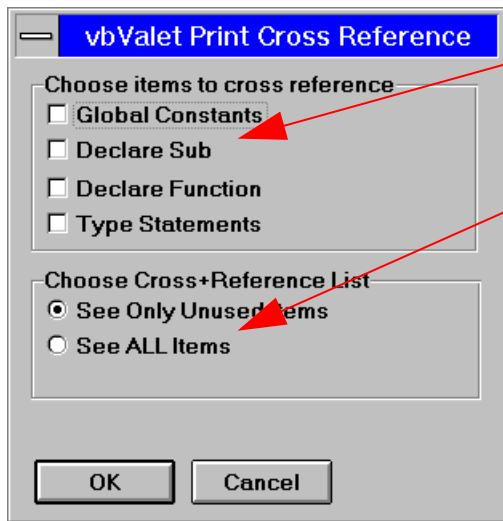 vbValet Print Cross Reference
Choose items to cross reference
Global Constants
Declare Sub
Declare Function
Type Statements
Choose Cross+Reference List
See Only Unused Items
See ALL Items
OK Cancel